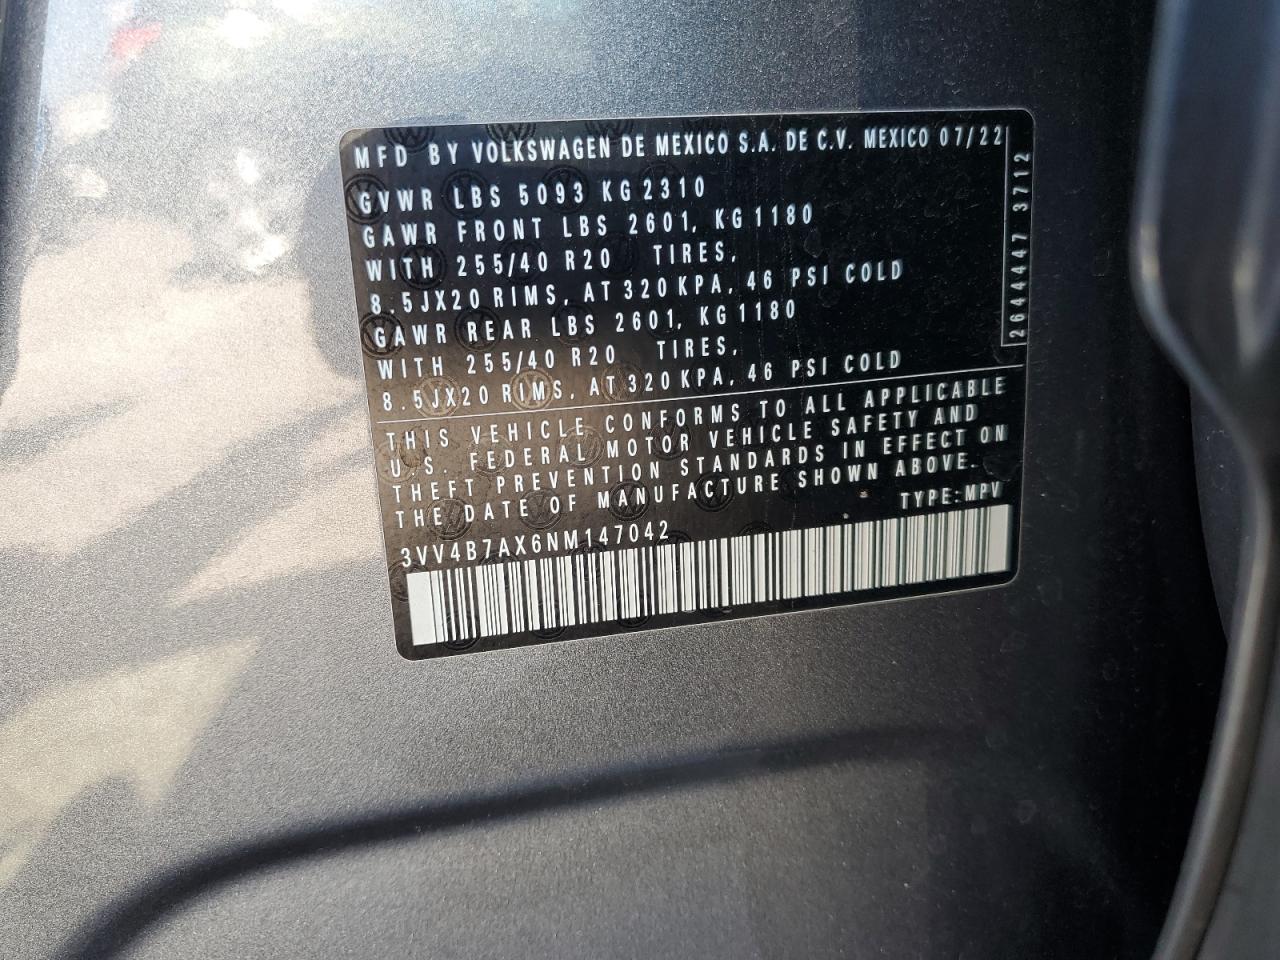 MFD BY VOLKSWAGEN DE MEXICO S.A. DE C.V. MEXICO 07/22
GVWR LBS 5093 KG 2310
GAWR FRONT LBS 2601, KG 1180
WITH 255/40 R20 TIRES,
8.5JX20 RIMS, AT 320 KPA, 46 PSI COLD
GAWR REAR LBS 2601, KG 1180
WITH 255/40 R20 TIRES,
8.5JX20 RIMS, AT 320 KPA, 46 PSI COLD
2644447 3712
THIS VEHICLE CONFORMS TO ALL APPLICABLE
U.S. FEDERAL MOTOR VEHICLE SAFETY AND
THEFT PREVENTION STANDARDS IN EFFECT ON
THE DATE OF MANUFACTURE SHOWN ABOVE.
TYPE:MPV
3VV4B7AX6NM147042